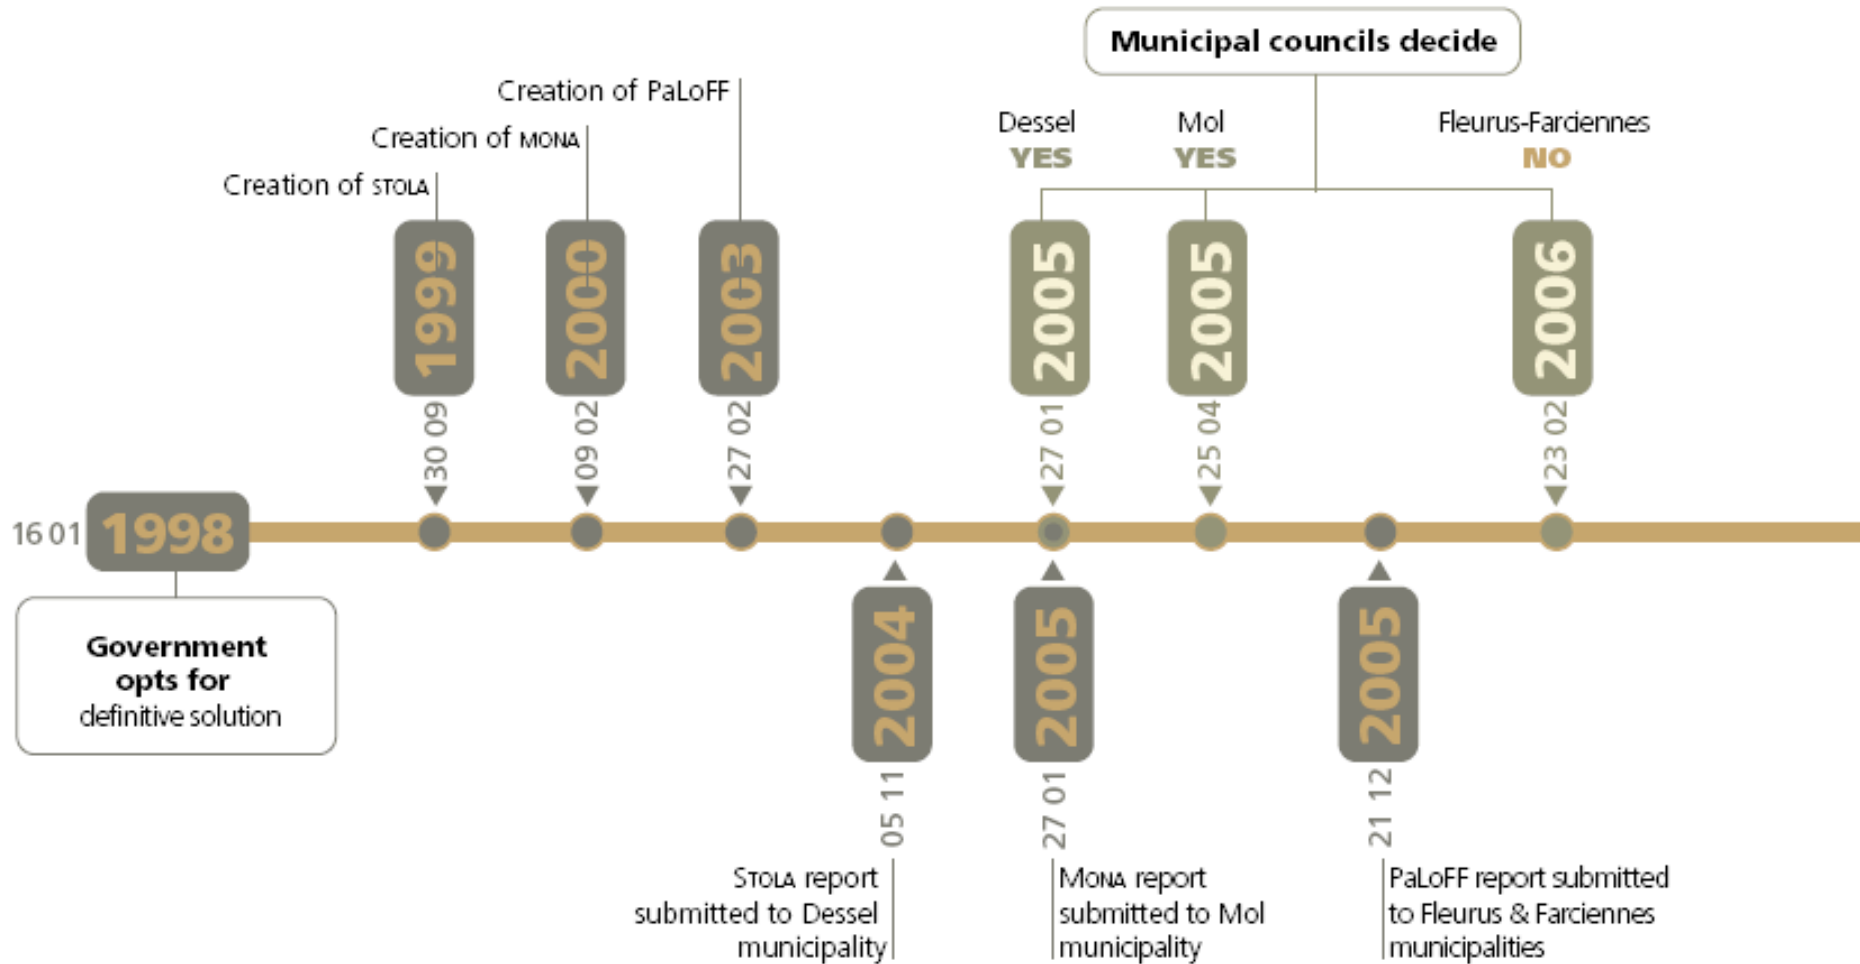 Municipal councils decide
Creation of PaLoFF
Creation of MONA
Creation of STOLA
Dessel
YES
Mol
YES
Fleurus-Farciennes
NO
1999
2000
2003
2005
2005
2006
30 09
09 02
27 02
27 01
25 04
23 02
16 01
1998
Government
opts for
definitive solution
2004
2005
2005
05 11
27 01
21 12
STOLA report
submitted to Dessel
municipality
MONA report
submitted to Mol
municipality
PaLoFF report submitted
to Fleurus & Farciennes
municipalities